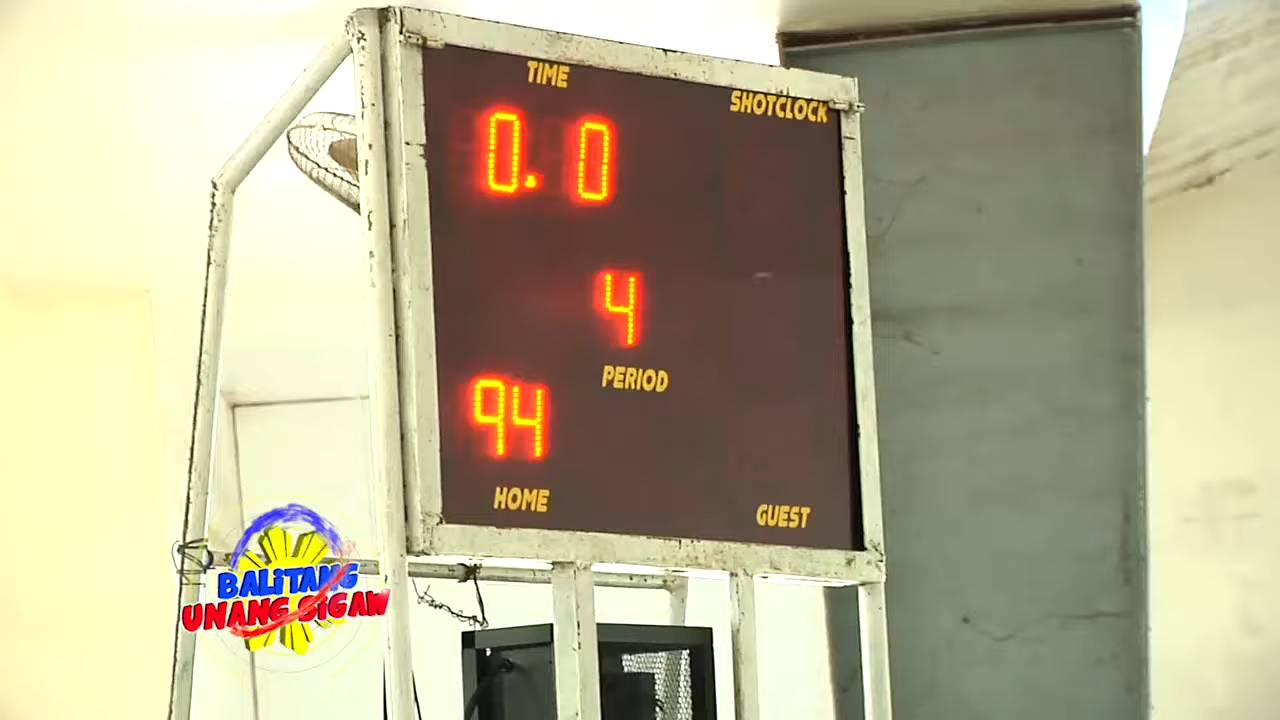 TIME
SHOTCLOCK
0.0
4
PERIOD
94
HOME
GUEST
BALiTANG
UNANG SIGAW